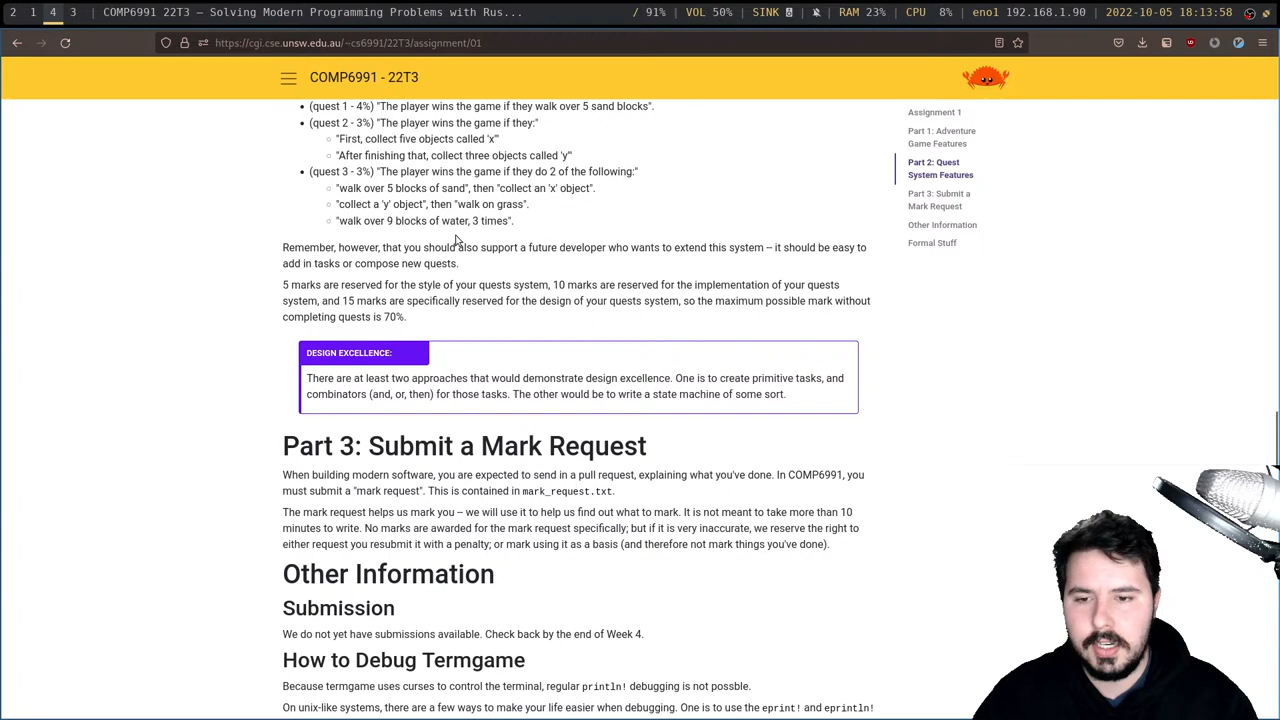 2 1 4 3 COMP6991 22T3 — Solving Modern Programming Problems with Rus... / 91% VOL 50% SINK RAM 23% CPU 8% eno1 192.168.1.90 2022-10-05 18:13:58
https://cgi.cse.unsw.edu.au/~cs6991/22T3/assignment/01
COMP6991 - 22T3
• (quest 1 - 4%) "The player wins the game if they walk over 5 sand blocks".
• (quest 2 - 3%) "The player wins the game if they:"
"First, collect five objects called 'x'"
"After finishing that, collect three objects called 'y'"
• (quest 3 - 3%) "The player wins the game if they do 2 of the following:"
"walk over 5 blocks of sand", then "collect an 'x' object".
"collect a 'y' object", then "walk on grass".
"walk over 9 blocks of water, 3 times".
Remember, however, that you should also support a future developer who wants to extend this system -- it should be easy to
add in tasks or compose new quests.
5 marks are reserved for the style of your quests system, 10 marks are reserved for the implementation of your quests
system, and 15 marks are specifically reserved for the design of your quests system, so the maximum possible mark without
completing quests is 70%.
DESIGN EXCELLENCE:
There are at least two approaches that would demonstrate design excellence. One is to create primitive tasks, and
combinators (and, or, then) for those tasks. The other would be to write a state machine of some sort.
Part 3: Submit a Mark Request
When building modern software, you are expected to send in a pull request, explaining what you've done. In COMP6991, you
must submit a "mark request". This is contained in mark_request.txt.
The mark request helps us mark you -- we will use it to help us find out what to mark. It is not meant to take more than 10
minutes to write. No marks are awarded for the mark request specifically; but if it is very inaccurate, we reserve the right to
either request you resubmit it with a penalty; or mark using it as a basis (and therefore not mark things you've done).
Other Information
Submission
We do not yet have submissions available. Check back by the end of Week 4.
How to Debug Termgame
Because termgame uses curses to control the terminal, regular println! debugging is not possble.
On unix-like systems, there are a few ways to make your life easier when debugging. One is to use the eprint! and eprintln!
Assignment 1
Part 1: Adventure
Game Features
Part 2: Quest
System Features
Part 3: Submit a
Mark Request
Other Information
Formal Stuff